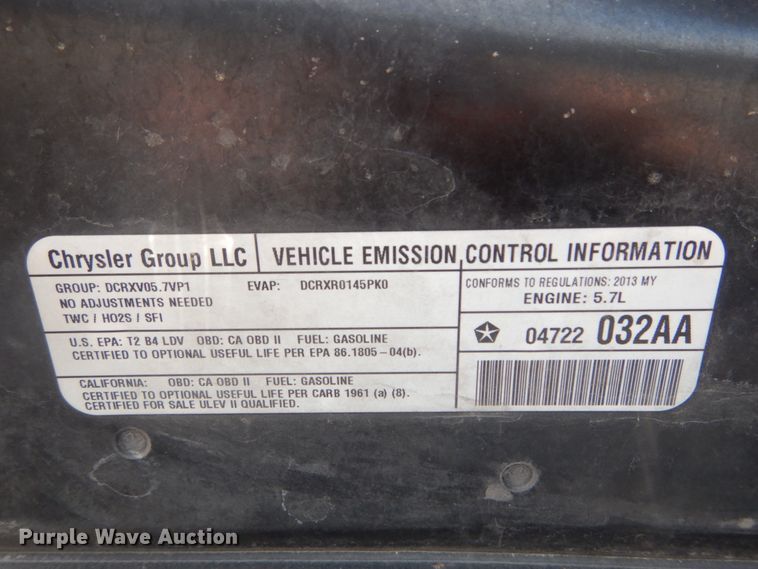 Chrysler Group LLC
VEHICLE EMISSION CONTROL INFORMATION
GROUP: DCRXV05.7VP1 EVAP: DCRXR0145PK0
NO ADJUSTMENTS NEEDED
TWC / HO2S / SFI
CONFORMS TO REGULATIONS: 2013 MY
ENGINE: 5.7L
U.S. EPA: T2 B4 LDV OBD: CA OBD II FUEL: GASOLINE
CERTIFIED TO OPTIONAL USEFUL LIFE PER EPA 86.1805-04(b).
04722 032AA
CALIFORNIA: OBD: CA OBD II FUEL: GASOLINE
CERTIFIED TO OPTIONAL USEFUL LIFE PER CARB 1961 (a) (8).
CERTIFIED FOR SALE ULEV II QUALIFIED.
Purple Wave Auction